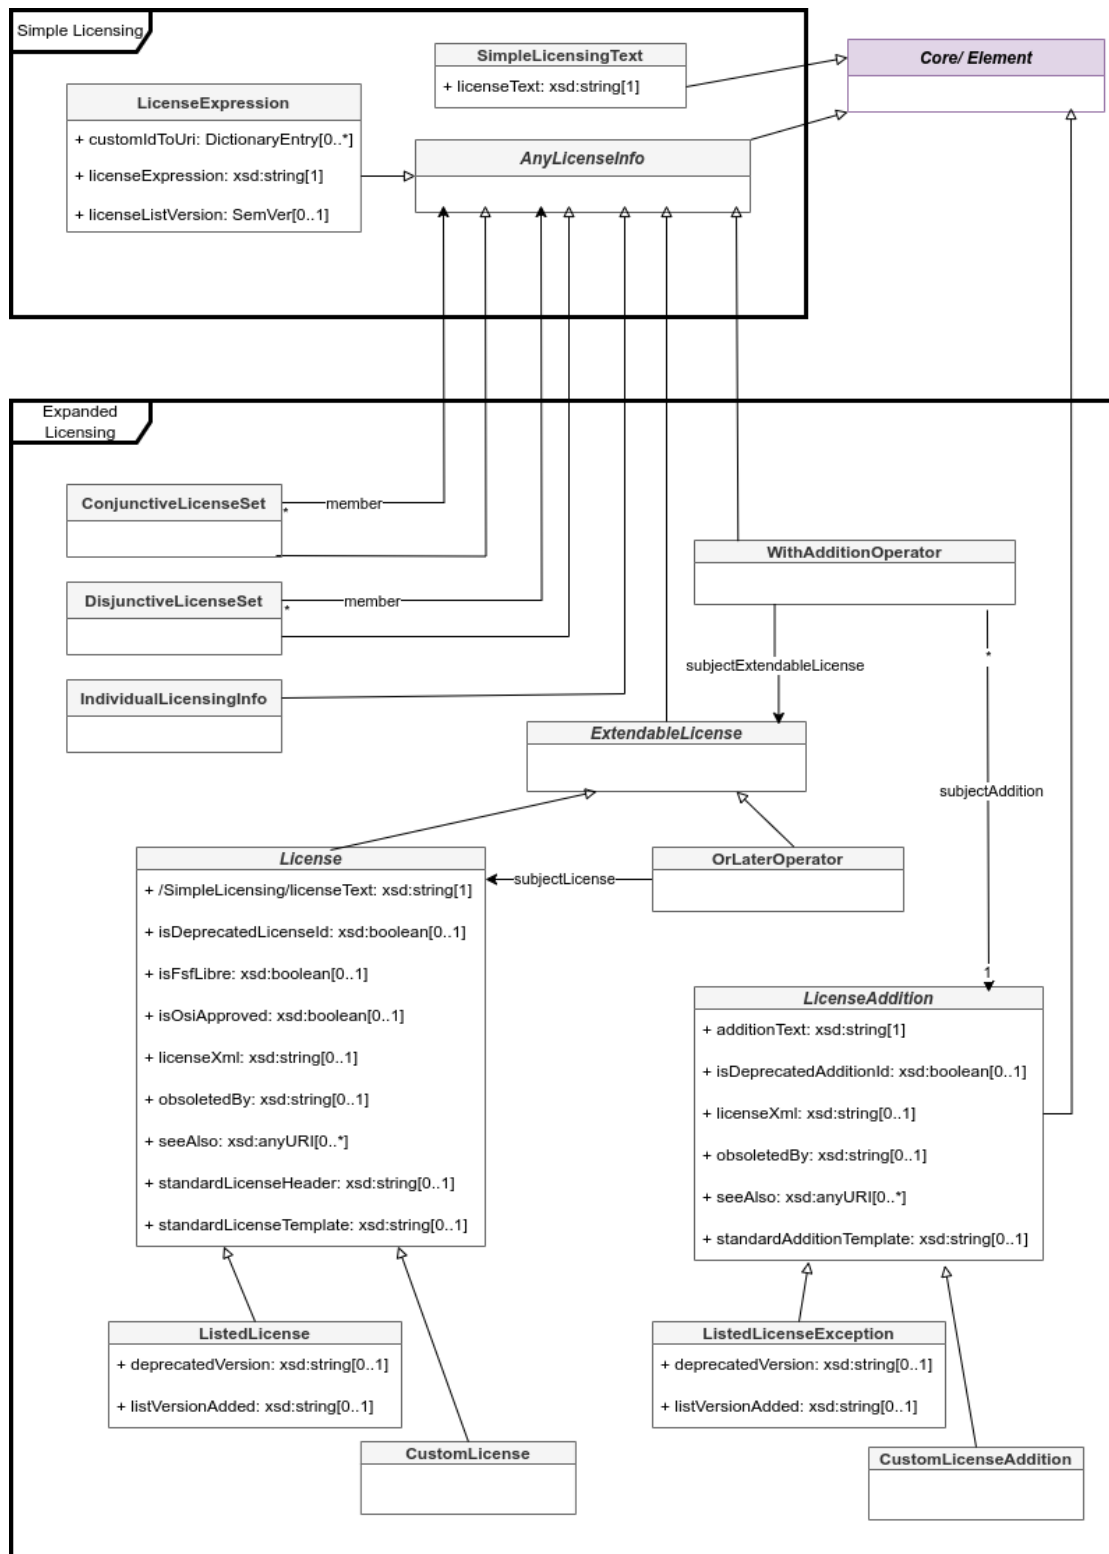 Simple Licensing
SimpleLicensingText
+ licenseText: xsd:string[1]
Core/ Element
LicenseExpression
+ customIdToUri: DictionaryEntry[0..*]
+ licenseExpression: xsd:string[1]
+ licenseListVersion: SemVer[0..1]
AnyLicenseInfo
Expanded
Licensing
ConjunctiveLicenseSet
member
*
DisjunctiveLicenseSet
member
*
IndividualLicensingInfo
WithAdditionOperator
subjectExtendableLicense
*
subjectAddition
1
ExtendableLicense
License
+ /SimpleLicensing/licenseText: xsd:string[1]
+ isDeprecatedLicenseId: xsd:boolean[0..1]
+ isFsfLibre: xsd:boolean[0..1]
+ isOsiApproved: xsd:boolean[0..1]
+ licenseXml: xsd:string[0..1]
+ obsoletedBy: xsd:string[0..1]
+ seeAlso: xsd:anyURI[0..*]
+ standardLicenseHeader: xsd:string[0..1]
+ standardLicenseTemplate: xsd:string[0..1]
subjectLicense
OrLaterOperator
LicenseAddition
+ additionText: xsd:string[1]
+ isDeprecatedAdditionId: xsd:boolean[0..1]
+ licenseXml: xsd:string[0..1]
+ obsoletedBy: xsd:string[0..1]
+ seeAlso: xsd:anyURI[0..*]
+ standardAdditionTemplate: xsd:string[0..1]
ListedLicense
+ deprecatedVersion: xsd:string[0..1]
+ listVersionAdded: xsd:string[0..1]
CustomLicense
ListedLicenseException
+ deprecatedVersion: xsd:string[0..1]
+ listVersionAdded: xsd:string[0..1]
CustomLicenseAddition